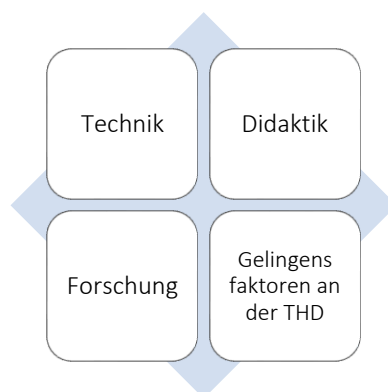 Technik
Didaktik
Forschung
Gelingens
faktoren an
der THD